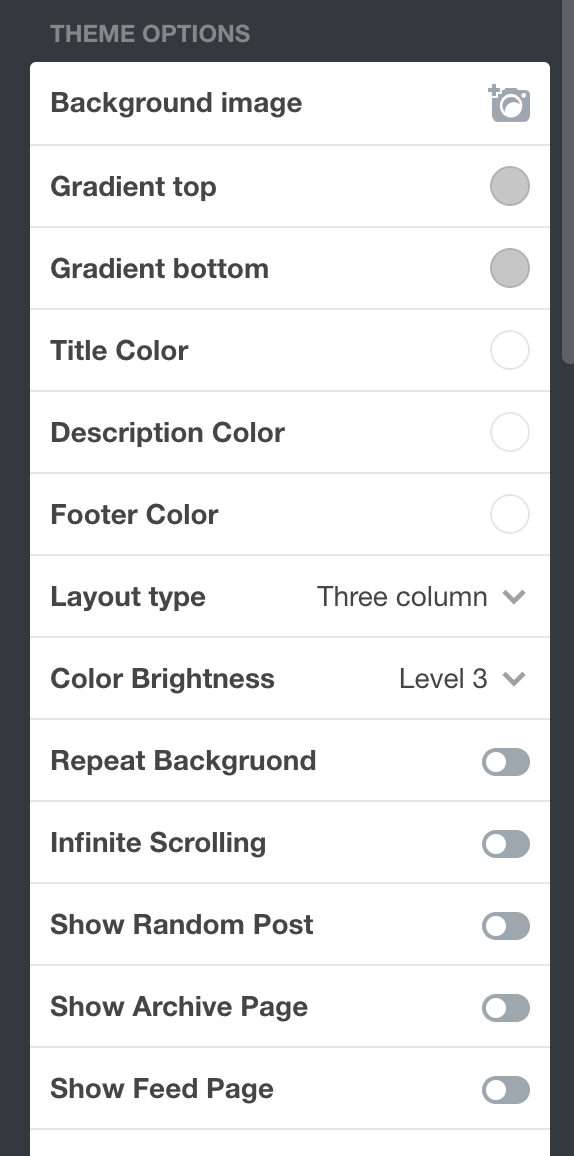 THEME OPTIONS
Background image
Gradient top
Gradient bottom
Title Color
Description Color
Footer Color
Layout type Three column
Color Brightness Level 3
Repeat Backgruond
Infinite Scrolling
Show Random Post
Show Archive Page
Show Feed Page